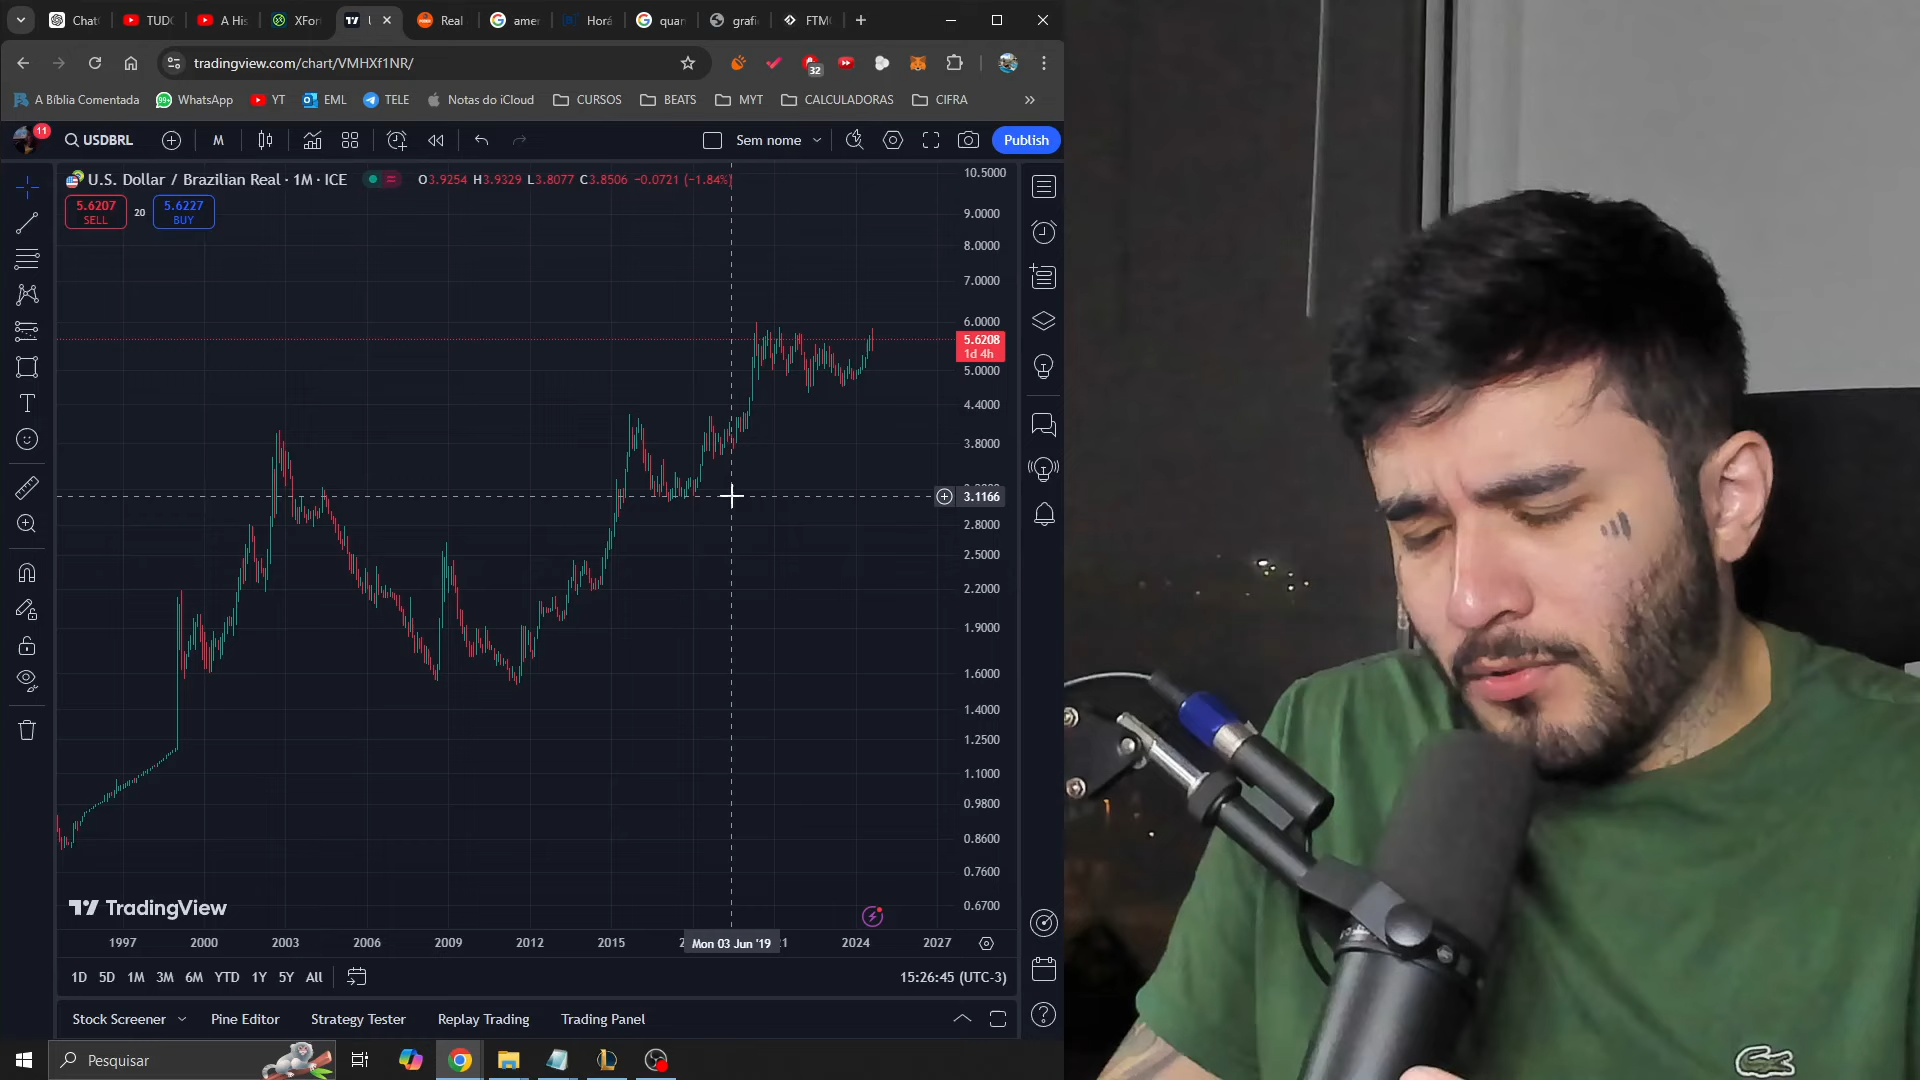 Chat
TUDO
A His
XFor
Real
amer
Horá
quan
grafi
FTM
tradingview.com/chart/VMHXf1NR/
32
A Bíblia Comentada
99+
WhatsApp
YT
EML
TELE
Notas do iCloud
CURSOS
BEATS
MYT
CALCULADORAS
CIFRA
11
USDBRL
M
Sem nome
Publish
U.S. Dollar / Brazilian Real · 1M · ICE
O3.9254 H3.9329 L3.8077 C3.8506 −0.0721 (−1.84%)
5.6207
SELL
20
5.6227
BUY
10.5000
9.0000
8.0000
7.0000
6.0000
5.6208
1d 4h
5.0000
4.4000
3.8000
3.1166
2.8000
2.5000
2.2000
1.9000
1.6000
1.4000
1.2500
1.1000
0.9800
0.8600
0.7600
0.6700
TradingView
1997
2000
2003
2006
2009
2012
2015
Mon 03 Jun '19
2024
2027
1D 5D 1M 3M 6M YTD 1Y 5Y All
15:26:45 (UTC-3)
Stock Screener
Pine Editor
Strategy Tester
Replay Trading
Trading Panel
Pesquisar